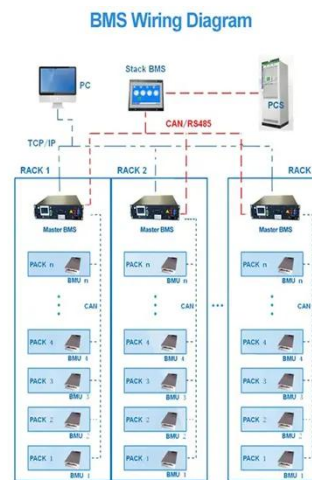 BMS Wiring Diagram
Stack BMS
PC
PCS
CAN/RS485
TCP/IP
RACK 1
RACK 2
RACK
Master BMS
Master BMS
Master BMS
PACK n
BMU n
PACK n
BMU n
PACK n
BMU n
CAN
CAN
CAN
PACK 4
BMU 4
PACK 4
BMU 4
PACK 4
BMU 4
PACK 3
BMU 3
PACK 3
BMU 3
PACK 3
BMU 3
PACK 2
BMU 2
PACK 2
BMU 2
PACK 2
BMU 2
PACK 1
BMU 1
PACK 1
BMU 1
PACK 1
BMU 1